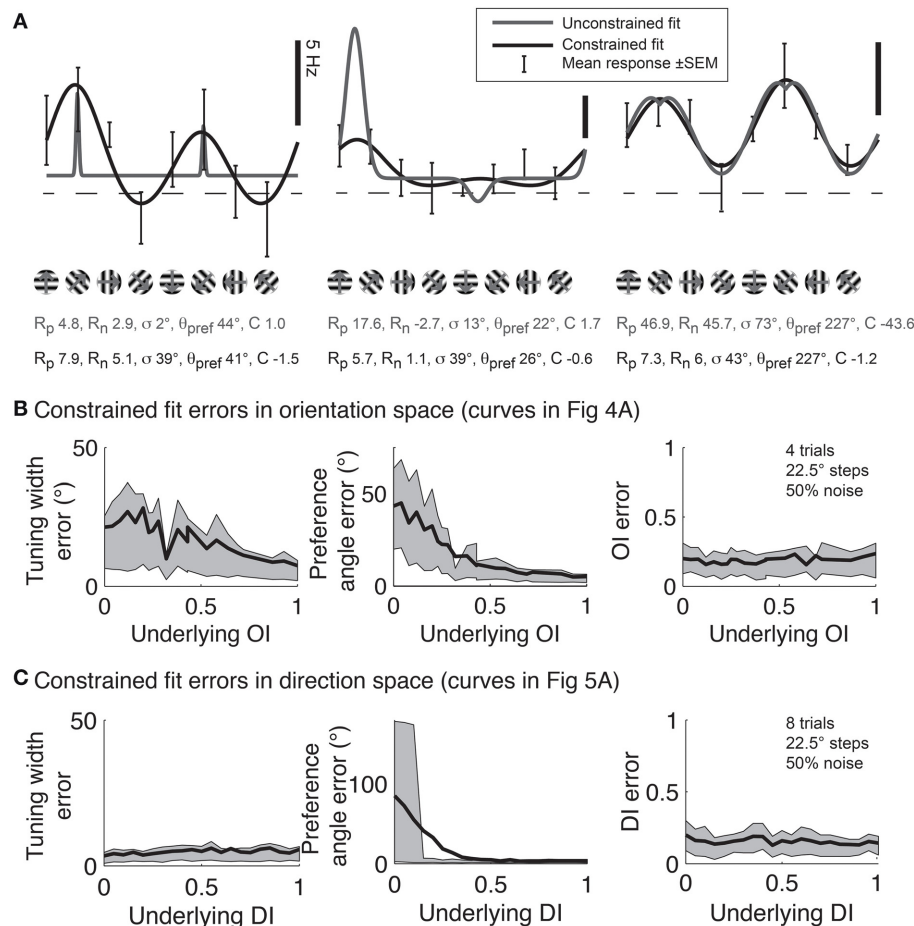 A
Unconstrained fit
Constrained fit
Mean response ±SEM
5 Hz
Rp 4.8, Rn 2.9, σ 2°, θpref 44°, C 1.0
Rp 17.6, Rn -2.7, σ 13°, θpref 22°, C 1.7
Rp 46.9, Rn 45.7, σ 73°, θpref 227°, C -43.6
Rp 7.9, Rn 5.1, σ 39°, θpref 41°, C -1.5
Rp 5.7, Rn 1.1, σ 39°, θpref 26°, C -0.6
Rp 7.3, Rn 6, σ 43°, θpref 227°, C -1.2
B Constrained fit errors in orientation space (curves in Fig 4A)
Tuning width
error (°)
50
0
0
0.5
1
Underlying OI
Preference
angle error (°)
50
0
0
0.5
1
Underlying OI
OI error
1
0.5
0
0
0.5
1
Underlying OI
4 trials
22.5° steps
50% noise
C Constrained fit errors in direction space (curves in Fig 5A)
Tuning width
error
50
0
0
0.5
1
Underlying DI
Preference
angle error (°)
100
0
0
0.5
1
Underlying DI
DI error
1
0.5
0
0
0.5
1
Underlying DI
8 trials
22.5° steps
50% noise